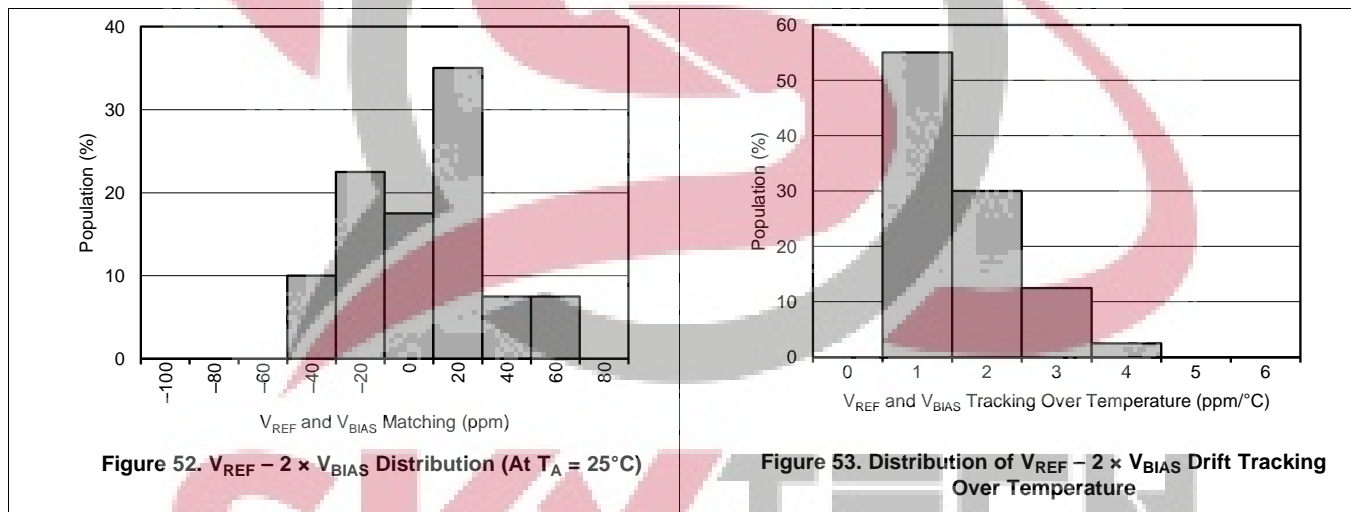 40
30
20
10
0
Population (%)
–100
–80
–60
–40
–20
0
20
40
60
80
VREF and VBIAS Matching (ppm)
Figure 52. VREF – 2 × VBIAS Distribution (At TA = 25°C)
60
50
40
30
20
10
0
Population (%)
0 1 2 3 4 5 6
VREF and VBIAS Tracking Over Temperature (ppm/°C)
Figure 53. Distribution of VREF – 2 × VBIAS Drift Tracking
Over Temperature